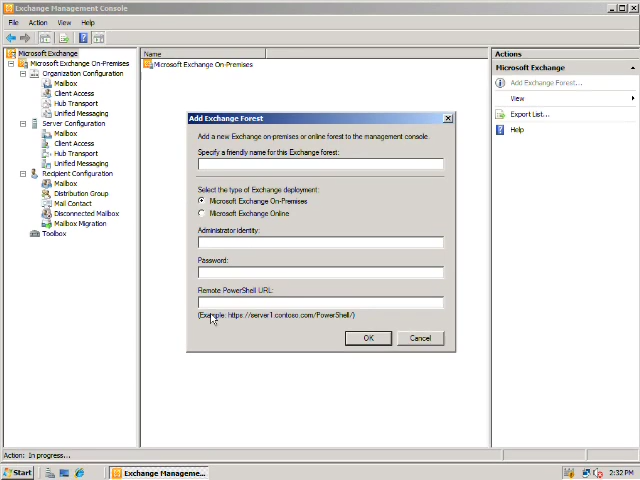 Exchange Management Console
File Action View Help
Microsoft Exchange
Microsoft Exchange On-Premises
Organization Configuration
Mailbox
Client Access
Hub Transport
Unified Messaging
Server Configuration
Mailbox
Client Access
Hub Transport
Unified Messaging
Recipient Configuration
Mailbox
Distribution Group
Mail Contact
Disconnected Mailbox
Mailbox Migration
Toolbox
Name
Microsoft Exchange On-Premises
Add Exchange Forest
Add a new Exchange on-premises or online forest to the management console.
Specify a friendly name for this Exchange forest:
Select the type of Exchange deployment:
Microsoft Exchange On-Premises
Microsoft Exchange Online
Administrator identity:
Password:
Remote PowerShell URL:
(Example: https://server1.contoso.com/PowerShell/)
OK Cancel
Actions
Microsoft Exchange
Add Exchange Forest...
View
Export List...
Help
Action: In progress...
Start Exchange Manageme... 2:32 PM